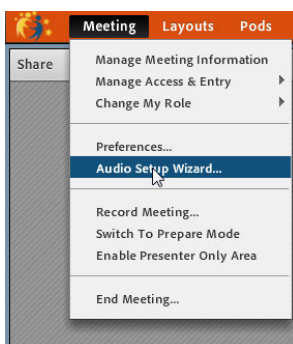 Meeting Layouts Pods
Share
Manage Meeting Information
Manage Access & Entry
Change My Role
Preferences...
Audio Setup Wizard...
Record Meeting...
Switch To Prepare Mode
Enable Presenter Only Area
End Meeting...